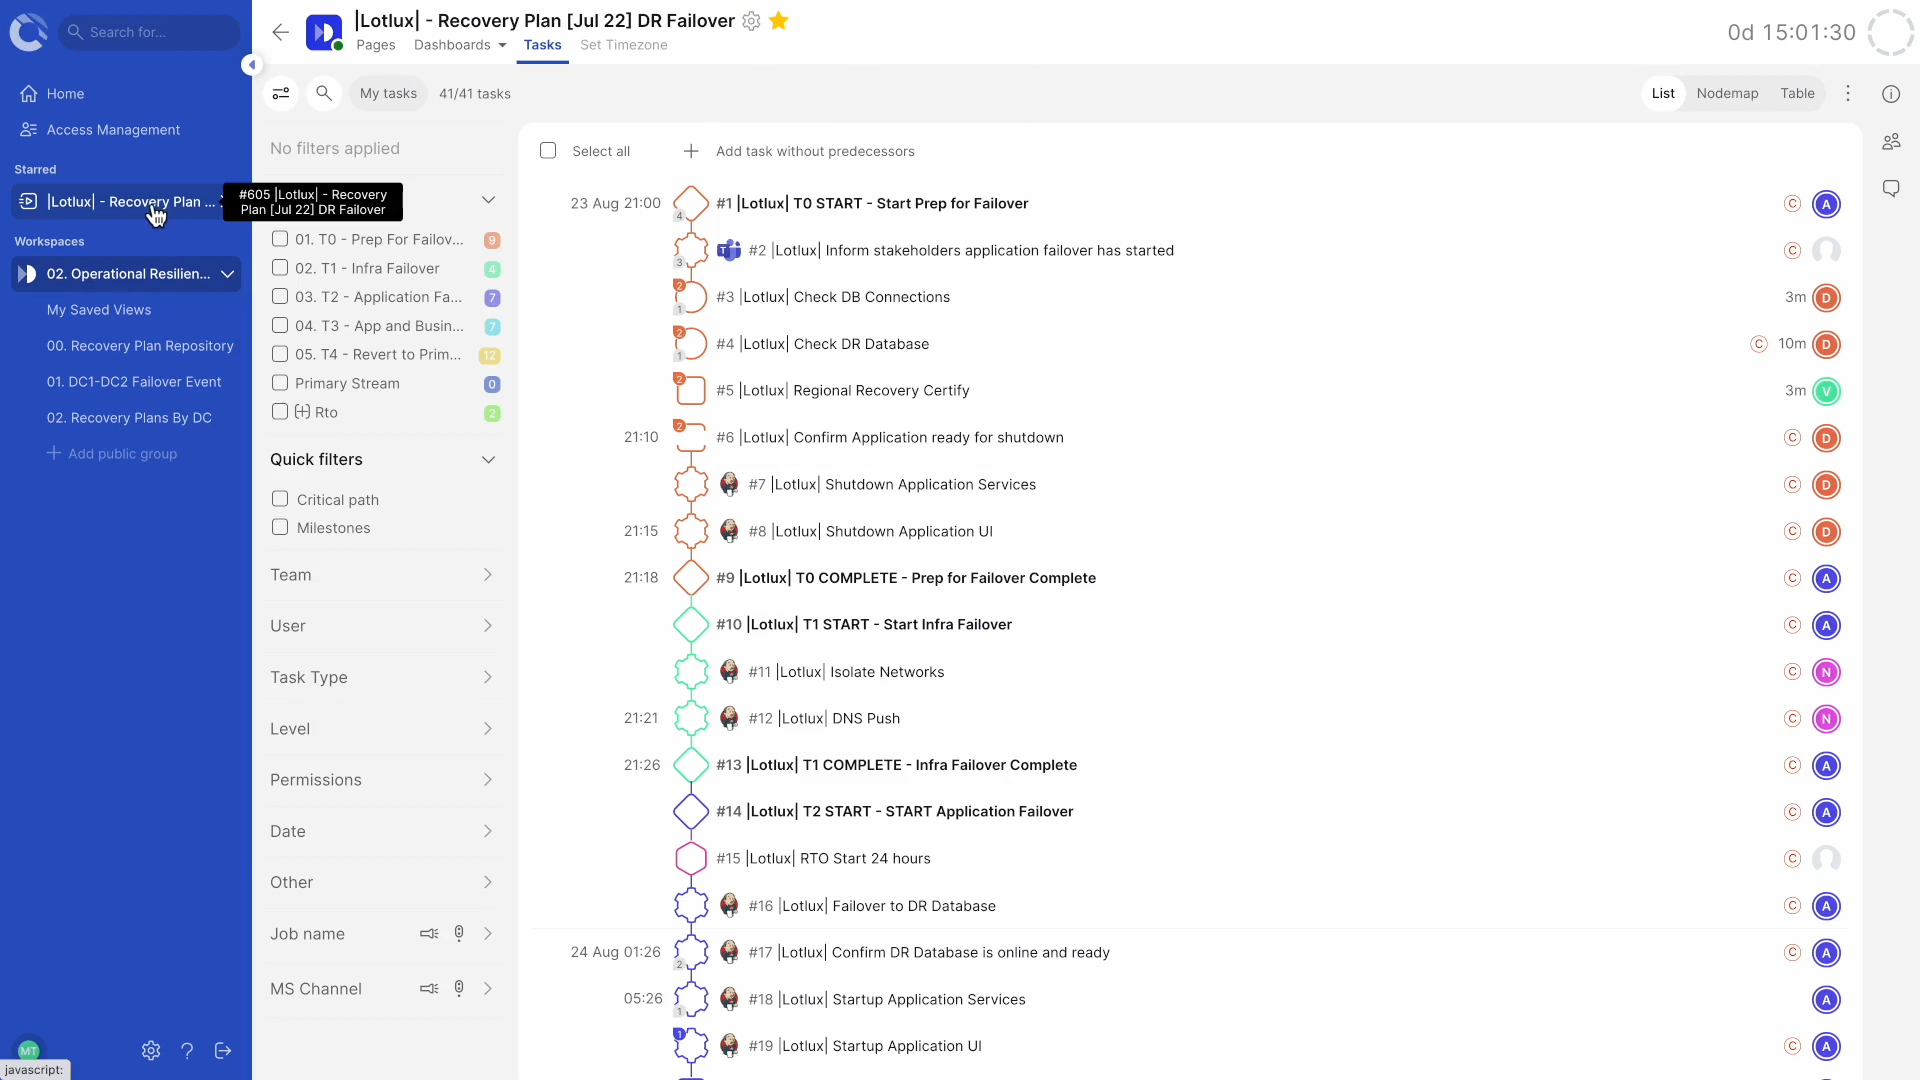 Search for...
Home
Access Management
Starred
|Lotlux| - Recovery Plan ...
Workspaces
02. Operational Resilien...
My Saved Views
00. Recovery Plan Repository
01. DC1-DC2 Failover Event
02. Recovery Plans By DC
Add public group
MT
javascript:
|Lotlux| - Recovery Plan [Jul 22] DR Failover
Pages
Dashboards
Tasks
Set Timezone
0d 15:01:30
My tasks
41/41 tasks
List
Nodemap
Table
No filters applied
#605 |Lotlux| - Recovery
Plan [Jul 22] DR Failover
01. T0 - Prep For Failov... 9
02. T1 - Infra Failover 4
03. T2 - Application Fa... 7
04. T3 - App and Busin... 7
05. T4 - Revert to Prim... 12
Primary Stream 0
Rto 2
Quick filters
Critical path
Milestones
Team
User
Task Type
Level
Permissions
Date
Other
Job name
MS Channel
Select all
Add task without predecessors
23 Aug 21:00 4 #1 |Lotlux| T0 START - Start Prep for Failover C A
3 T #2 |Lotlux| Inform stakeholders application failover has started C
2 1 #3 |Lotlux| Check DB Connections 3m D
2 1 #4 |Lotlux| Check DR Database C 10m D
2 #5 |Lotlux| Regional Recovery Certify 3m V
21:10 2 #6 |Lotlux| Confirm Application ready for shutdown C D
#7 |Lotlux| Shutdown Application Services C D
21:15 #8 |Lotlux| Shutdown Application UI C D
21:18 #9 |Lotlux| T0 COMPLETE - Prep for Failover Complete C A
#10 |Lotlux| T1 START - Start Infra Failover C A
#11 |Lotlux| Isolate Networks C N
21:21 #12 |Lotlux| DNS Push C N
21:26 #13 |Lotlux| T1 COMPLETE - Infra Failover Complete C A
#14 |Lotlux| T2 START - START Application Failover C A
#15 |Lotlux| RTO Start 24 hours C
#16 |Lotlux| Failover to DR Database C A
24 Aug 01:26 2 #17 |Lotlux| Confirm DR Database is online and ready C A
05:26 1 #18 |Lotlux| Startup Application Services A
1 #19 |Lotlux| Startup Application UI C A